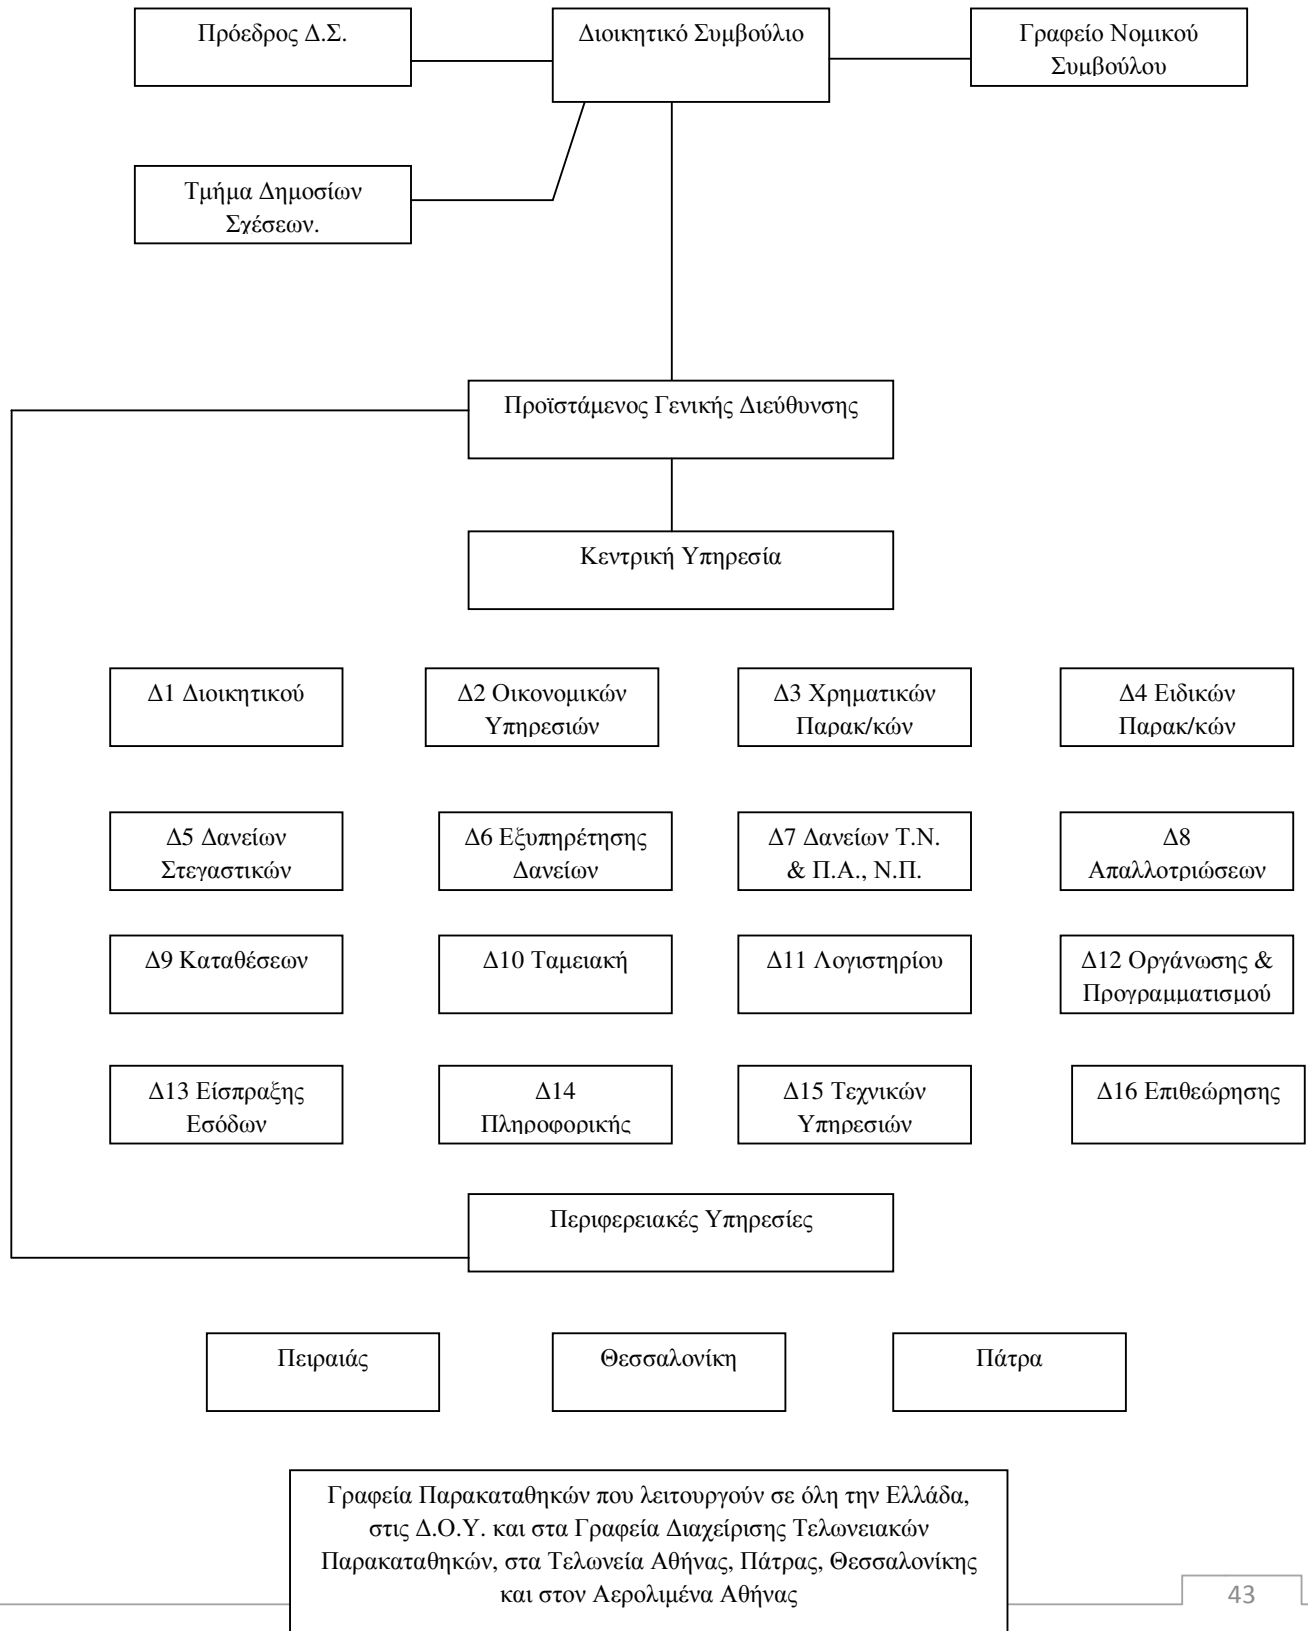 Πρόεδρος Δ.Σ.
Διοικητικό Συμβούλιο
Γραφείο Νομικού
Συμβούλου
Τμήμα Δημοσίων
Σχέσεων.
Προϊστάμενος Γενικής Διεύθυνσης
Κεντρική Υπηρεσία
Δ1 Διοικητικού
Δ2 Οικονομικών
Υπηρεσιών
Δ3 Χρηματικών
Παρακ/κών
Δ4 Ειδικών
Παρακ/κών
Δ5 Δανείων
Στεγαστικών
Δ6 Εξυπηρέτησης
Δανείων
Δ7 Δανείων Τ.Ν.
& Π.Α., Ν.Π.
Δ8
Απαλλοτριώσεων
Δ9 Καταθέσεων
Δ10 Ταμειακή
Δ11 Λογιστηρίου
Δ12 Οργάνωσης &
Προγραμματισμού
Δ13 Είσπραξης
Εσόδων
Δ14
Πληροφορικής
Δ15 Τεχνικών
Υπηρεσιών
Δ16 Επιθεώρησης
Περιφερειακές Υπηρεσίες
Πειραιάς
Θεσσαλονίκη
Πάτρα
Γραφεία Παρακαταθηκών που λειτουργούν σε όλη την Ελλάδα,
στις Δ.Ο.Υ. και στα Γραφεία Διαχείρισης Τελωνειακών
Παρακαταθηκών, στα Τελωνεία Αθήνας, Πάτρας, Θεσσαλονίκης
και στον Αερολιμένα Αθήνας
43